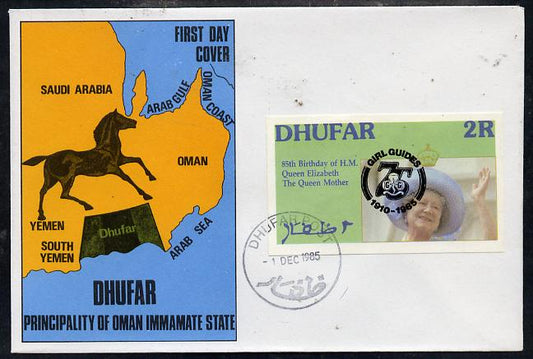 FIRST DAY
COVER
SAUDI ARABIA
ARAB GULF
OMAN COAST
OMAN
YEMEN
SOUTH
YEMEN
Dhufar
ARAB SEA
DHUFAR
PRINCIPALITY OF OMAN IMMAMATE STATE
DHUFAR 2R
85th Birthday of H.M.
Queen Elizabeth
The Queen Mother
GIRL GUIDES
75
1910-1985
DHUFAR POST
-1 DEC 1985